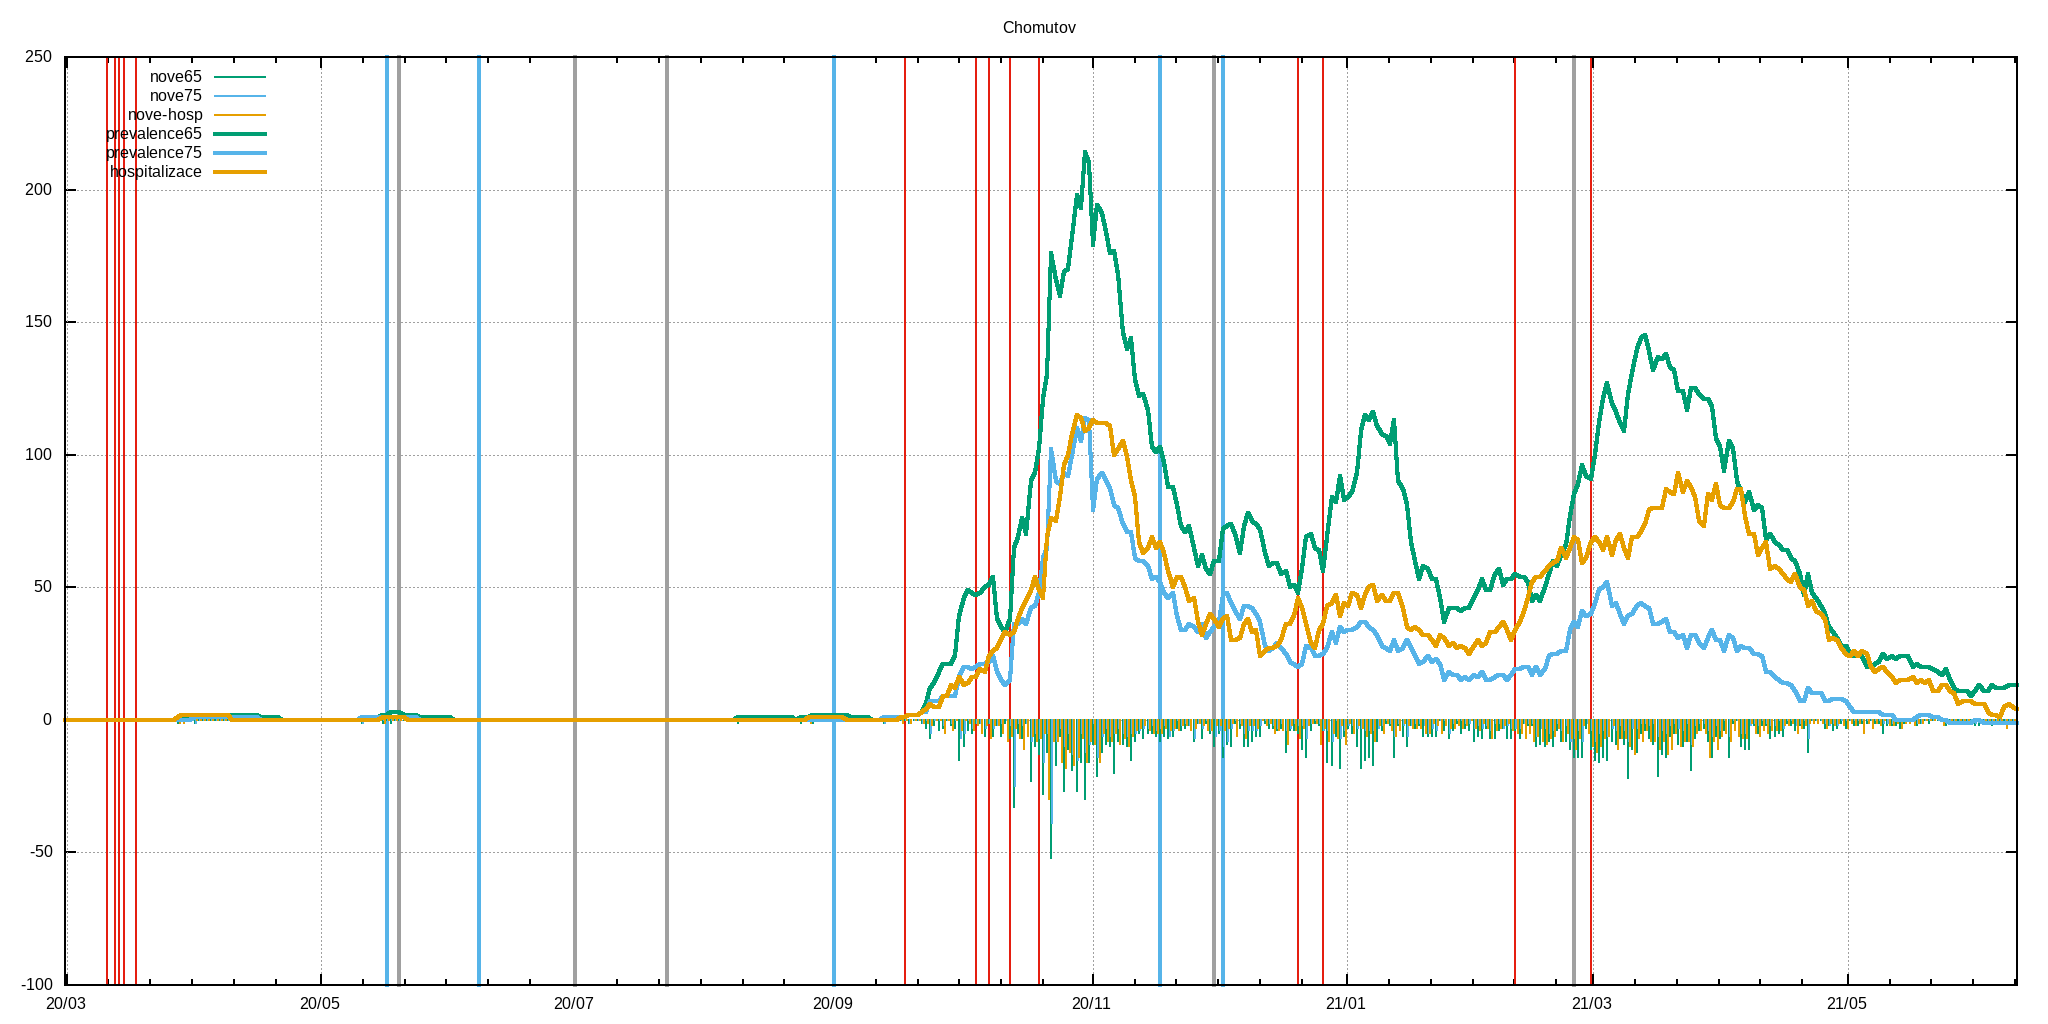 Chomutov
250
200
150
100
50
0
-50
-100
nove65
nove75
nove-hosp
prevalence65
prevalence75
hospitalizace
20/03 20/05 20/07 20/09 20/11 21/01 21/03 21/05